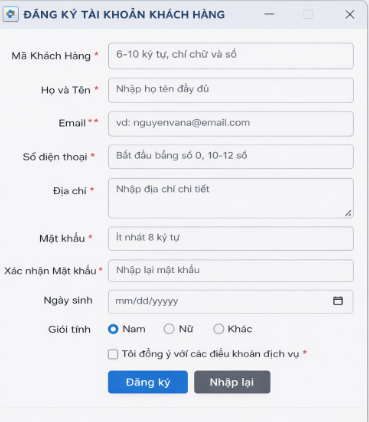 ĐĂNG KÝ TÀI KHOẢN KHÁCH HÀNG
Mã Khách Hàng * 6-10 ký tự, chí chữ và số
Họ và Tên * Nhập họ tên đầy đủ
Email ** vd: nguyenvana@email.com
Số điện thoại * Bắt đầu bằng số 0, 10-12 số
Địa chỉ * Nhập địa chỉ chi tiết
Mật khẩu * Ít nhất 8 ký tự
Xác nhận Mật khẩu * Nhập lại mật khẩu
Ngày sinh mm/dd/yyyy
Giói tính Nam Nữ Khác
Tôi đồng ý với các điều khoản dịch vụ *
Đăng ký Nhập lại